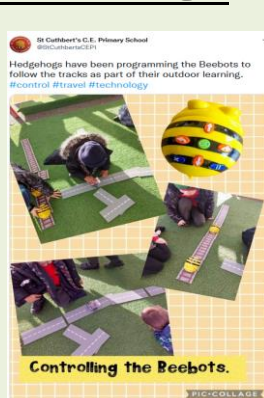 St Cuthbert's C.E. Primary School
@StCuthbertsCEP1
Hedgehogs have been programming the Beebots to
follow the tracks as part of their outdoor learning.
#control #travel #technology
Controlling the Beebots.
PIC•COLLAGE